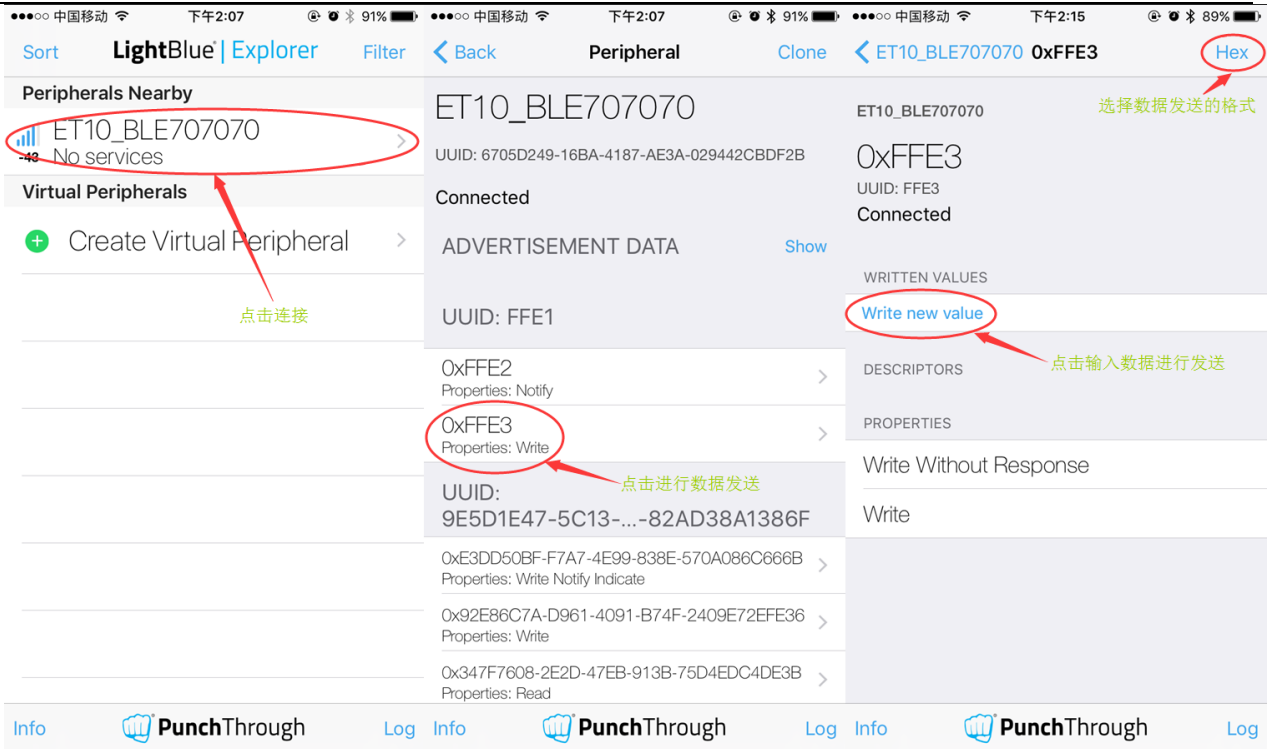 ●●●○○ 中国移动 下午2:07 91%
Sort LightBlue® | Explorer Filter
Peripherals Nearby
ET10_BLE707070
-43 No services
Virtual Peripherals
Create Virtual Peripheral
点击连接
Info PunchThrough Log
●●●○○ 中国移动 下午2:07 91%
Back Peripheral Clone
ET10_BLE707070
UUID: 6705D249-16BA-4187-AE3A-029442CBDF2B
Connected
ADVERTISEMENT DATA Show
UUID: FFE1
0xFFE2
Properties: Notify
0xFFE3
Properties: Write
点击进行数据发送
UUID:
9E5D1E47-5C13-...-82AD38A1386F
0xE3DD50BF-F7A7-4E99-838E-570A086C666B
Properties: Write Notify Indicate
0x92E86C7A-D961-4091-B74F-2409E72EFE36
Properties: Write
0x347F7608-2E2D-47EB-913B-75D4EDC4DE3B
Properties: Read
Info PunchThrough Log
●●●○○ 中国移动 下午2:15 89%
ET10_BLE707070 0xFFE3 Hex
选择数据发送的格式
ET10_BLE707070
0xFFE3
UUID: FFE3
Connected
WRITTEN VALUES
Write new value
点击输入数据进行发送
DESCRIPTORS
PROPERTIES
Write Without Response
Write
Info PunchThrough Log